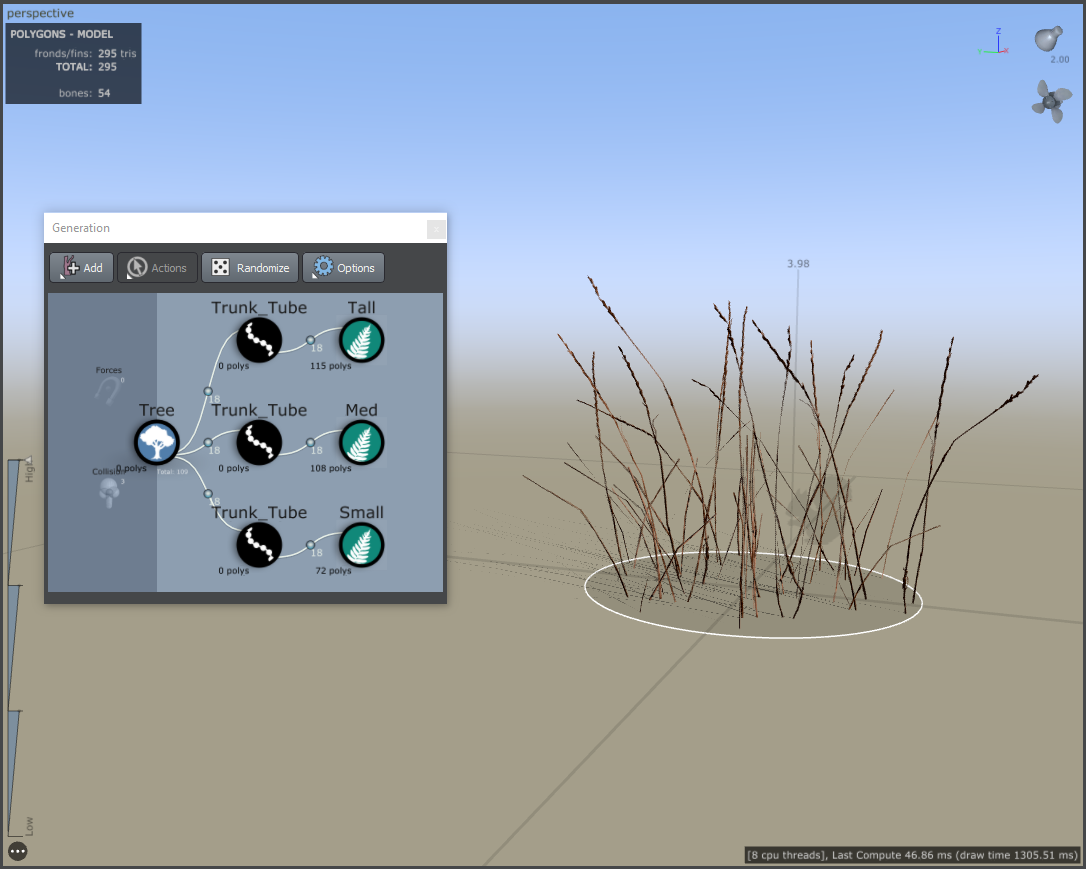 perspective
POLYGONS - MODEL
fronds/fins: 295 tris
TOTAL: 295
bones: 54
Z
2.00
Generation
Add
Actions
Randomize
Options
Trunk_Tube
Tall
18
0 polys
115 polys
Forces
0
18
Tree
Trunk_Tube
Med
18
18
0 polys
Total: 109
0 polys
108 polys
Collision
3
18
Trunk_Tube
Small
18
0 polys
72 polys
3.98
High
Low
[8 cpu threads], Last Compute 46.86 ms (draw time 1305.51 ms)